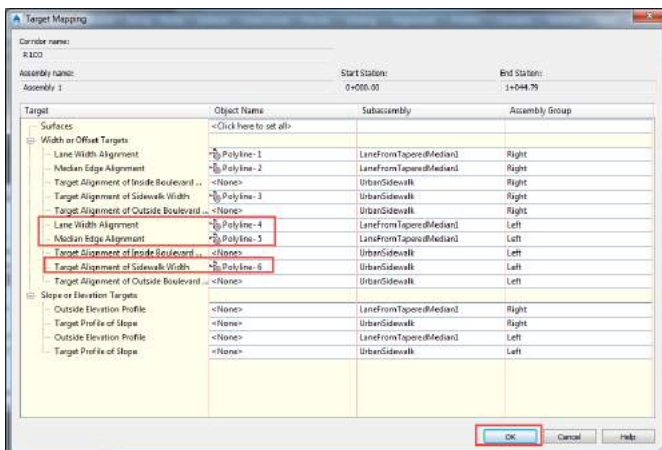 Target Mapping
Corridor name:
R100
Assembly name: Start Station: End Station:
Assembly 1 0+000.00 1+044.79
Target Object Name Subassembly Assembly Group
Surfaces <Click here to set all>
Width or Offset Targets
Lane Width Alignment Polyline-1 LaneFromTaperedMedian1 Right
Median Edge Alignment Polyline-2 LaneFromTaperedMedian1 Right
Target Alignment of Inside Boulevard ... <None> UrbanSidewalk Right
Target Alignment of Sidewalk Width Polyline-3 UrbanSidewalk Right
Target Alignment of Outside Boulevard ... <None> UrbanSidewalk Right
Lane Width Alignment Polyline-4 LaneFromTaperedMedian1 Left
Median Edge Alignment Polyline-5 LaneFromTaperedMedian1 Left
Target Alignment of Inside Boulevard ... <None> UrbanSidewalk Left
Target Alignment of Sidewalk Width Polyline-6 UrbanSidewalk Left
Target Alignment of Outside Boulevard ... <None> UrbanSidewalk Left
Slope or Elevation Targets
Outside Elevation Profile <None> LaneFromTaperedMedian1 Right
Target Profile of Slope <None> UrbanSidewalk Right
Outside Elevation Profile <None> LaneFromTaperedMedian1 Left
Target Profile of Slope <None> UrbanSidewalk Left
OK Cancel Help